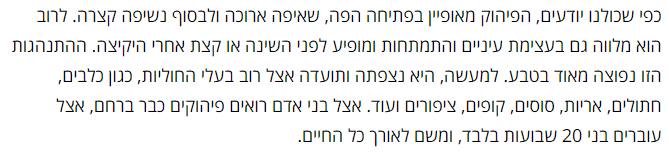 כפי שכולנו יודעים, הפיהוק מאופיין בפתיחה הפה, שאיפה ארוכה ולבסוף נשיפה קצרה. לרוב
הוא מלווה גם בעצימת עיניים והתמתחות ומופיע לפני השינה או קצת אחרי היקיצה. ההתנהגות
הזו נפוצה מאוד בטבע. למעשה, היא נצפתה ותועדה אצל רוב בעלי החוליות, כגון כלבים,
חתולים, אריות, סוסים, קופים, ציפורים ועוד. אצל בני אדם רואים פיהוקים כבר ברחם, אצל
עוברים בני 20 שבועות בלבד, ומשם לאורך כל החיים.